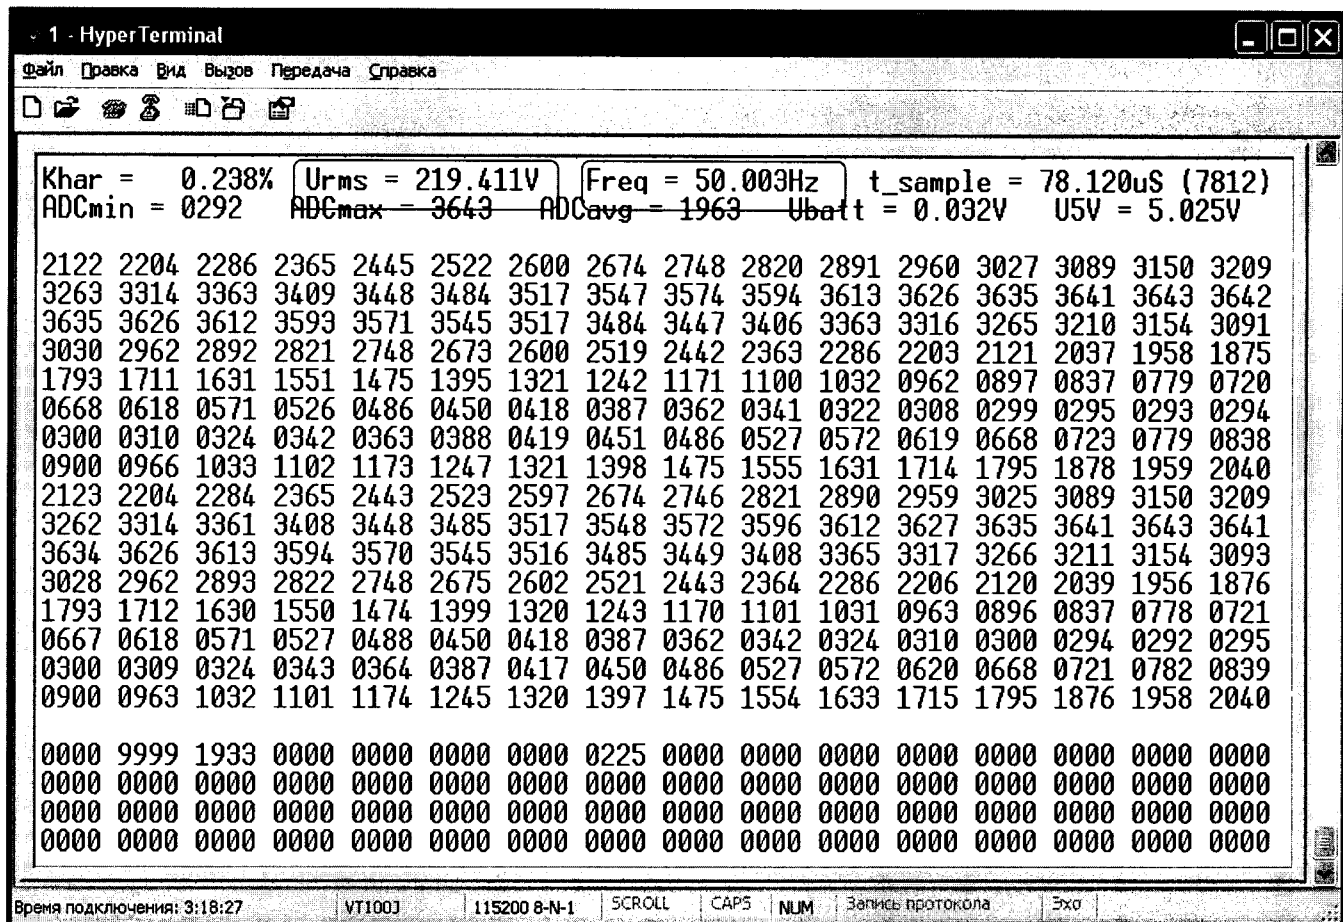 1 - HyperTerminal
Файл Правка Вид Вызов Передача Справка
Khar = 0.238% Urms = 219.411V Freq = 50.003Hz t_sample = 78.120uS (7812)
ADCmin = 0292 ADCmax = 3643 ADCavg = 1963 Ubatt = 0.032V U5V = 5.025V
2122 2204 2286 2365 2445 2522 2600 2674 2748 2820 2891 2960 3027 3089 3150 3209
3263 3314 3363 3409 3448 3484 3517 3547 3574 3594 3613 3626 3635 3641 3643 3642
3635 3626 3612 3593 3571 3545 3517 3484 3447 3406 3363 3316 3265 3210 3154 3091
3030 2962 2892 2821 2748 2673 2600 2519 2442 2363 2286 2203 2121 2037 1958 1875
1793 1711 1631 1551 1475 1395 1321 1242 1171 1100 1032 0962 0897 0837 0779 0720
0668 0618 0571 0526 0486 0450 0418 0387 0362 0341 0322 0308 0299 0295 0293 0294
0300 0310 0324 0342 0363 0388 0419 0451 0486 0527 0572 0619 0668 0723 0779 0838
0900 0966 1033 1102 1173 1247 1321 1398 1475 1555 1631 1714 1795 1878 1959 2040
2123 2204 2284 2365 2443 2523 2597 2674 2746 2821 2890 2959 3025 3089 3150 3209
3262 3314 3361 3408 3448 3485 3517 3548 3572 3596 3612 3627 3635 3641 3643 3641
3634 3626 3613 3594 3570 3545 3516 3485 3449 3408 3365 3317 3266 3211 3154 3093
3028 2962 2893 2822 2748 2675 2602 2521 2443 2364 2286 2206 2120 2039 1956 1876
1793 1712 1630 1550 1474 1399 1320 1243 1170 1101 1031 0963 0896 0837 0778 0721
0667 0618 0571 0527 0488 0450 0418 0387 0362 0342 0324 0310 0300 0294 0292 0295
0300 0309 0324 0343 0364 0387 0417 0450 0486 0527 0572 0620 0668 0721 0782 0839
0900 0963 1032 1101 1174 1245 1320 1397 1475 1554 1633 1715 1795 1876 1958 2040
0000 9999 1933 0000 0000 0000 0000 0225 0000 0000 0000 0000 0000 0000 0000 0000
0000 0000 0000 0000 0000 0000 0000 0000 0000 0000 0000 0000 0000 0000 0000 0000
0000 0000 0000 0000 0000 0000 0000 0000 0000 0000 0000 0000 0000 0000 0000 0000
0000 0000 0000 0000 0000 0000 0000 0000 0000 0000 0000 0000 0000 0000 0000 0000
Время подключения: 3:18:27 VT100J 115200 8-N-1 SCROLL CAPS NUM Запись протокола Эхо